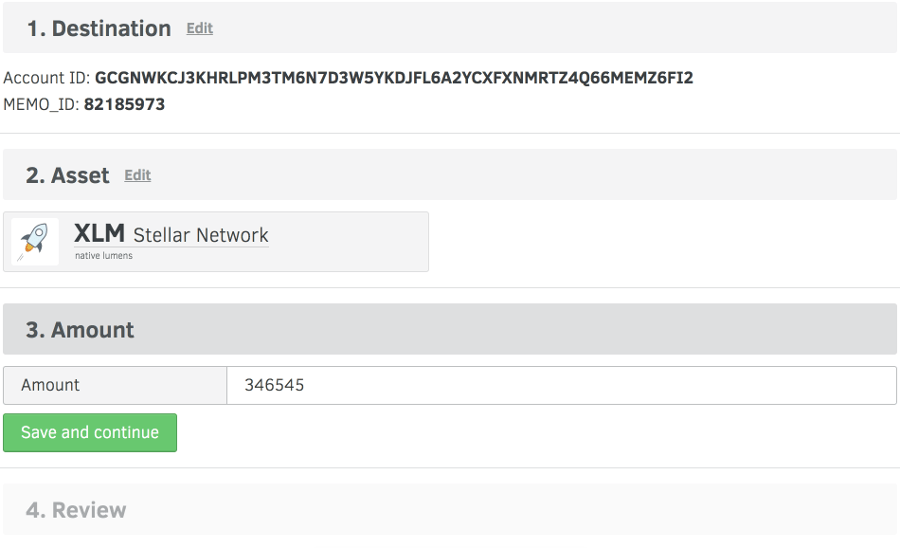 1. Destination Edit
Account ID: GCGNWKCJ3KHRLPM3TM6N7D3W5YKDJFL6A2YCXFXNMRTZ4Q66MEMZ6FI2
MEMO_ID: 82185973
2. Asset Edit
XLM Stellar Network
native lumens
3. Amount
Amount 346545
Save and continue
4. Review